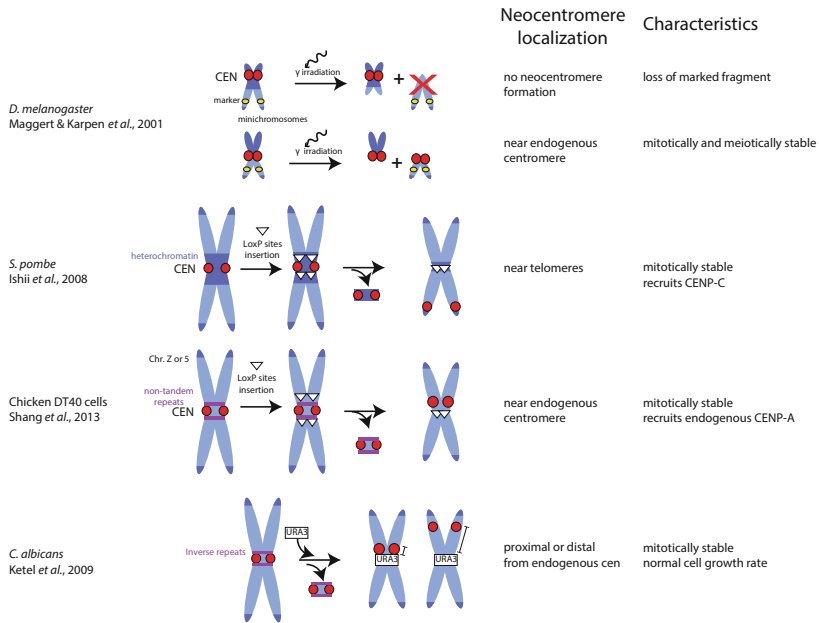 Neocentromere
localization
Characteristics
D. melanogaster
Maggert & Karpen et al., 2001
CEN
marker
γ irradiation
+
no neocentromere
formation
loss of marked fragment
minichromosomes
γ irradiation
+
near endogenous
centromere
mitotically and meiotically stable
S. pombe
Ishii et al., 2008
heterochromatin
CEN
LoxP sites
insertion
near telomeres
mitotically stable
recruits CENP-C
Chicken DT40 cells
Shang et al., 2013
Chr. Z or 5
non-tandem
repeats
CEN
LoxP sites
insertion
near endogenous
centromere
mitotically stable
recruits endogenous CENP-A
C. albicans
Ketel et al., 2009
Inverse repeats
URA3
URA3
URA3
proximal or distal
from endogenous cen
mitotically stable
normal cell growth rate